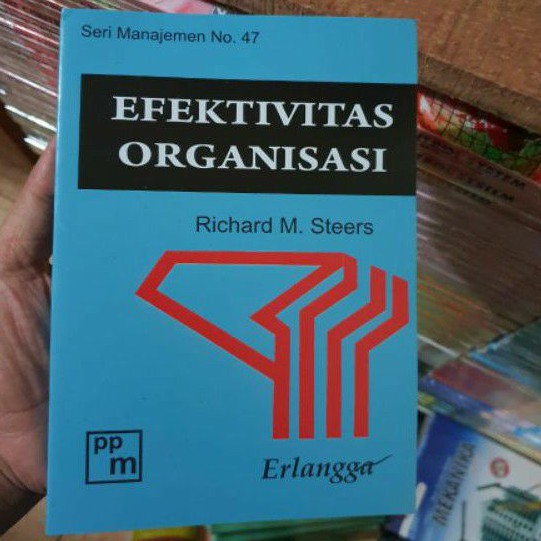 Seri Manajemen No. 47
EFEKTIVITAS
ORGANISASI
Richard M. Steers
pp
m
Erlangga
MEKANIKA